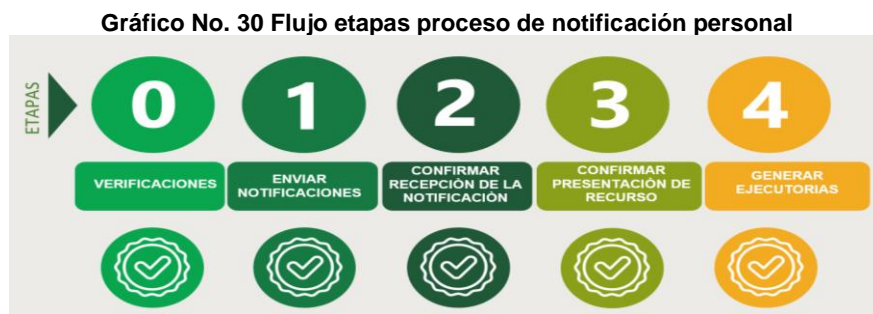 Gráfico No. 30 Flujo etapas proceso de notificación personal
ETAPAS
0
1
2
3
4
VERIFICACIONES
ENVIAR
NOTIFICACIONES
CONFIRMAR
RECEPCIÓN DE LA
NOTIFICACIÓN
CONFIRMAR
PRESENTACIÓN DE
RECURSO
GENERAR
EJECUTORIAS